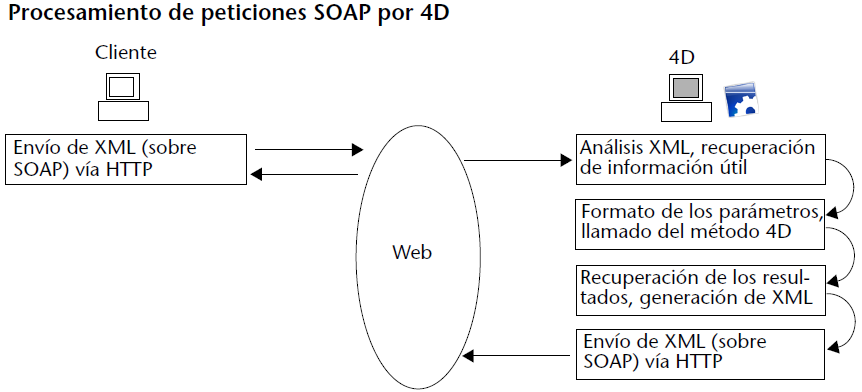 Procesamiento de peticiones SOAP por 4D
Cliente
4D
Envío de XML (sobre
SOAP) vía HTTP
Web
Análisis XML, recuperación
de información útil
Formato de los parámetros,
llamado del método 4D
Recuperación de los resul-
tados, generación de XML
Envío de XML (sobre
SOAP) vía HTTP